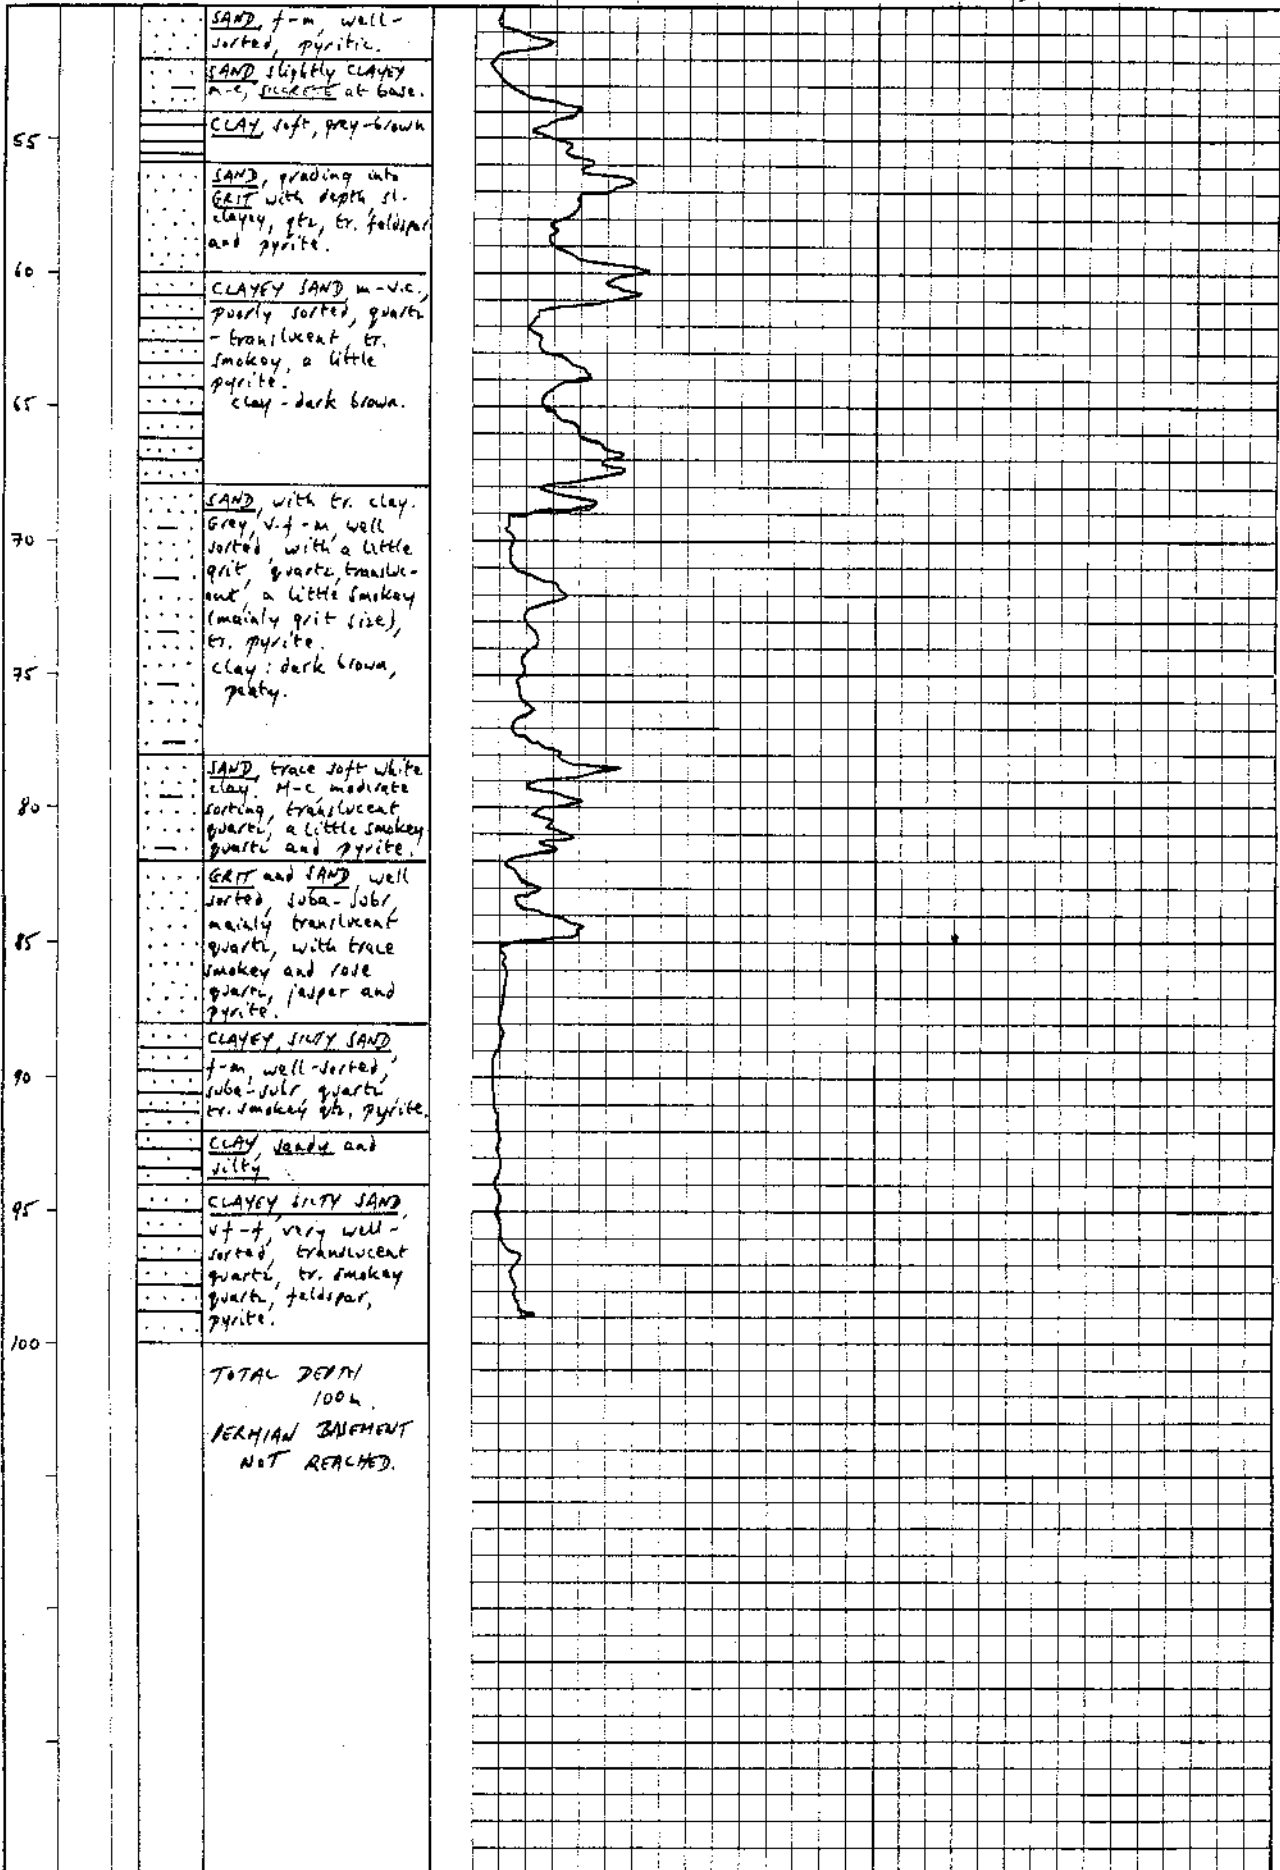 SAND, f-m, well-
sorted, pyritic.
SAND slightly CLAYEY
m-c, SILCRETE at base.
CLAY, soft, grey-brown
55
SAND, grading into
GRIT with depth, sl.
clayey, qtz, tr. feldspar
and pyrite.
60
CLAYEY SAND, m-v.c.,
poorly sorted, quartz
- translucent, tr.
smokey, a little
pyrite.
clay - dark brown.
65
SAND, with tr. clay.
Grey, v.f-m, well
sorted, with a little
grit, quartz, transluc-
ent, a little smokey
(mainly grit size),
tr. pyrite.
clay: dark brown,
peaty.
70
75
SAND, trace soft white
clay. M-c, moderate
sorting, translucent
quartz, a little smokey
quartz and pyrite.
80
GRIT and SAND, well
sorted, suba-subr,
mainly translucent
quartz, with trace
smokey and rose
quartz, jasper and
pyrite.
85
CLAYEY, SILTY SAND,
f-m, well-sorted,
suba-subr, quartz
tr. smokey qtz, pyrite.
90
CLAY, sandy and
silty
CLAYEY, SILTY SAND,
vf-f, very well-
sorted, translucent
quartz, tr. smokey
quartz, feldspar,
pyrite.
95
100
TOTAL DEPTH
100m.
PERMIAN BASEMENT
NOT REACHED.